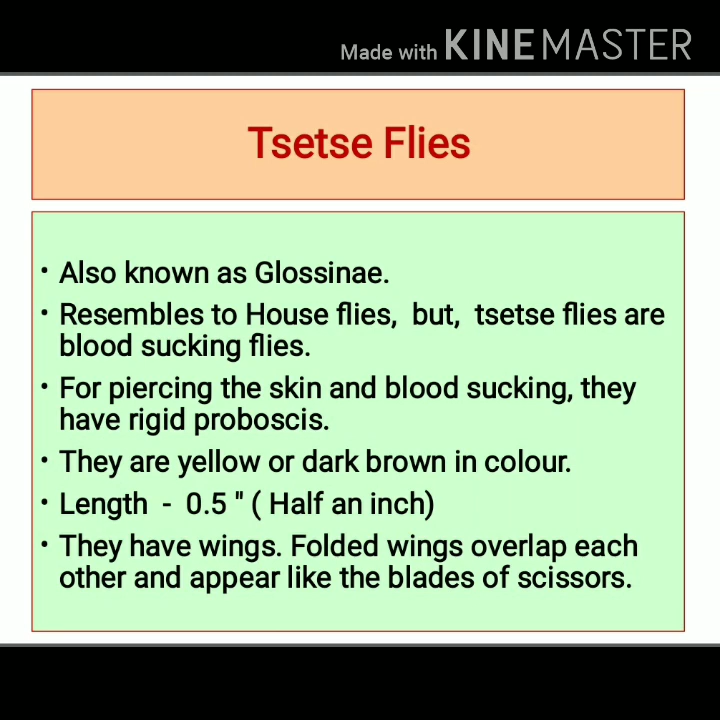 Made with KINEMASTER
Tsetse Flies
• Also known as Glossinae.
• Resembles to House flies, but, tsetse flies are
blood sucking flies.
• For piercing the skin and blood sucking, they
have rigid proboscis.
• They are yellow or dark brown in colour.
• Length - 0.5 " ( Half an inch)
• They have wings. Folded wings overlap each
other and appear like the blades of scissors.